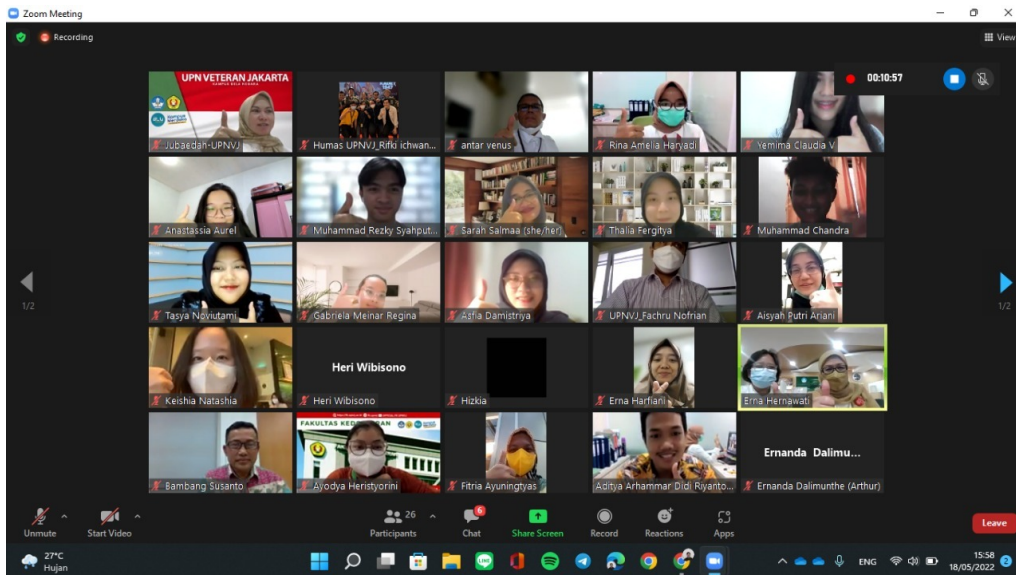 Zoom Meeting
Recording
View
00:10:57
UPN VETERAN JAKARTA
Jubaedah-UPNVJ
Humas UPNVJ_Rifki ichwan...
antar venus
Rina Amelia Haryadi
Yemima Claudia V
Anastassia Aurel
Muhammad Rezky Syahput...
Sarah Salmaa (she/her)
Thalia Fergitya
Muhammad Chandra
1/2
1/2
Tasya Noviutami
Gabriela Meinar Regina
Asfia Damistriya
UPNVJ_Fachru Nofrian
Aisyah Putri Ariani
Heri Wibisono
Keishia Natashia
Heri Wibisono
Hizkia
Erna Harfiani
Erna Hernawati
FAKULTAS
Ernanda Dalimu...
Bambang Susanto
Ayodya Heristyorini
Fitria Ayuningtyas
Aditya Arhammar Didi Riyanto...
Ernanda Dalimunthe (Arthur)
26
6
Unmute
Start Video
Participants
Chat
Share Screen
Record
Reactions
Apps
Leave
27°C
Hujan
ENG
15:58
18/05/2022
2